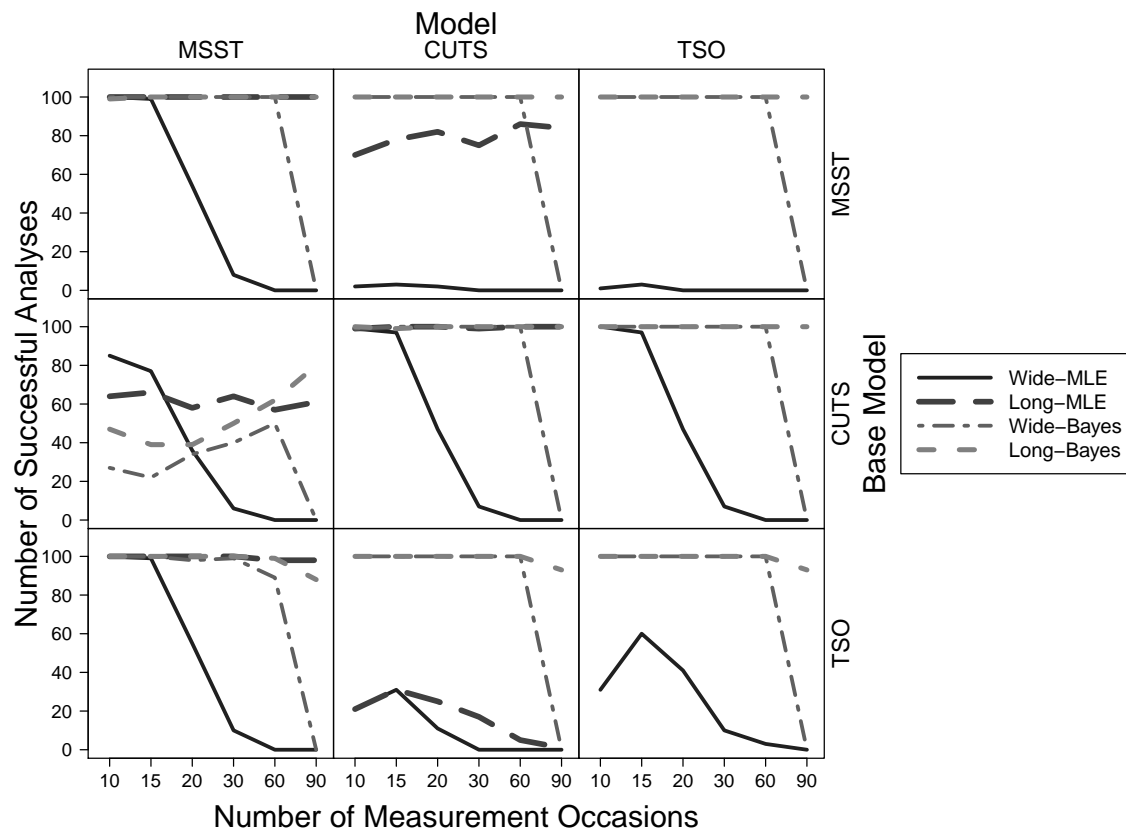 Model
MSST CUTS TSO
Number of Successful Analyses
100
80
60
40
20
0
MSST
100
80
60
40
20
0
CUTS
100
80
60
40
20
0
TSO
Base Model
Wide−MLE
Long−MLE
Wide−Bayes
Long−Bayes
10 15 20 30 60 90 10 15 20 30 60 90 10 15 20 30 60 90
Number of Measurement Occasions